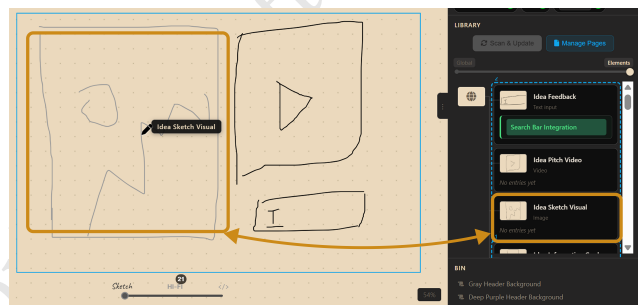 LIBRARY
Scan & Update
Manage Pages
Global
Elements
Idea Feedback
Text Input
Search Bar Integration
Idea Pitch Video
Video
No entries yet
Idea Sketch Visual
Idea Sketch Visual
Image
No entries yet
I
BIN
Gray Header Background
Deep Purple Header Background
21
Sketch
Hi-Fi
</>